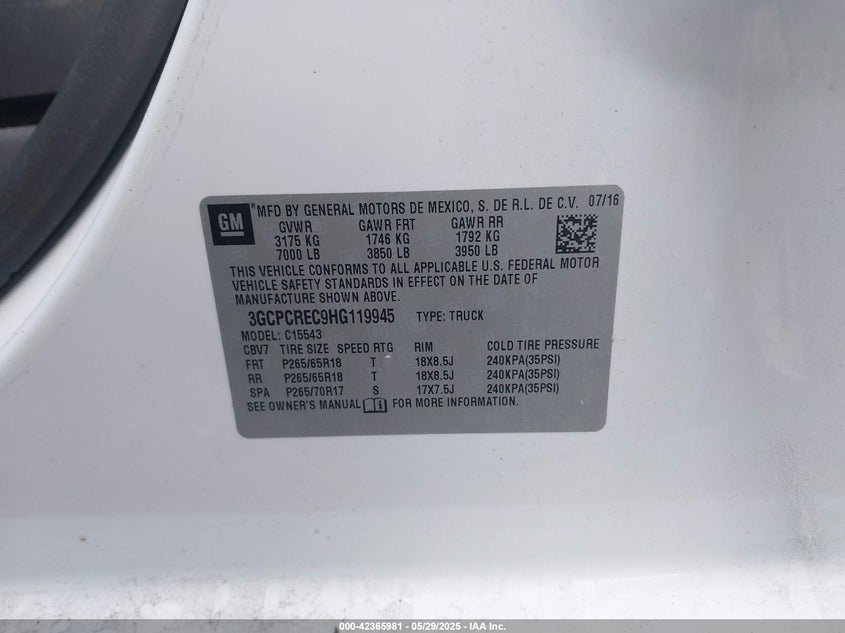 GM ® MFD BY GENERAL MOTORS DE MEXICO, S. DE R.L. DE C.V. 07/16
GVWR GAWR FRT GAWR RR
3175 KG 1746 KG 1792 KG
7000 LB 3850 LB 3950 LB
THIS VEHICLE CONFORMS TO ALL APPLICABLE U.S. FEDERAL MOTOR
VEHICLE SAFETY STANDARDS IN EFFECT ON THE DATE OF
MANUFACTURE SHOWN ABOVE.
3GCPCREC9HG119945 TYPE: TRUCK
MODEL: C15543
CBV7 TIRE SIZE SPEED RTG RIM COLD TIRE PRESSURE
FRT P265/65R18 T 18X8.5J 240KPA(35PSI)
RR P265/65R18 T 18X8.5J 240KPA(35PSI)
SPA P265/70R17 S 17X7.5J 240KPA(35PSI)
SEE OWNER'S MANUAL FOR MORE INFORMATION.
000-42365981 | 05/29/2025 - IAA Inc.